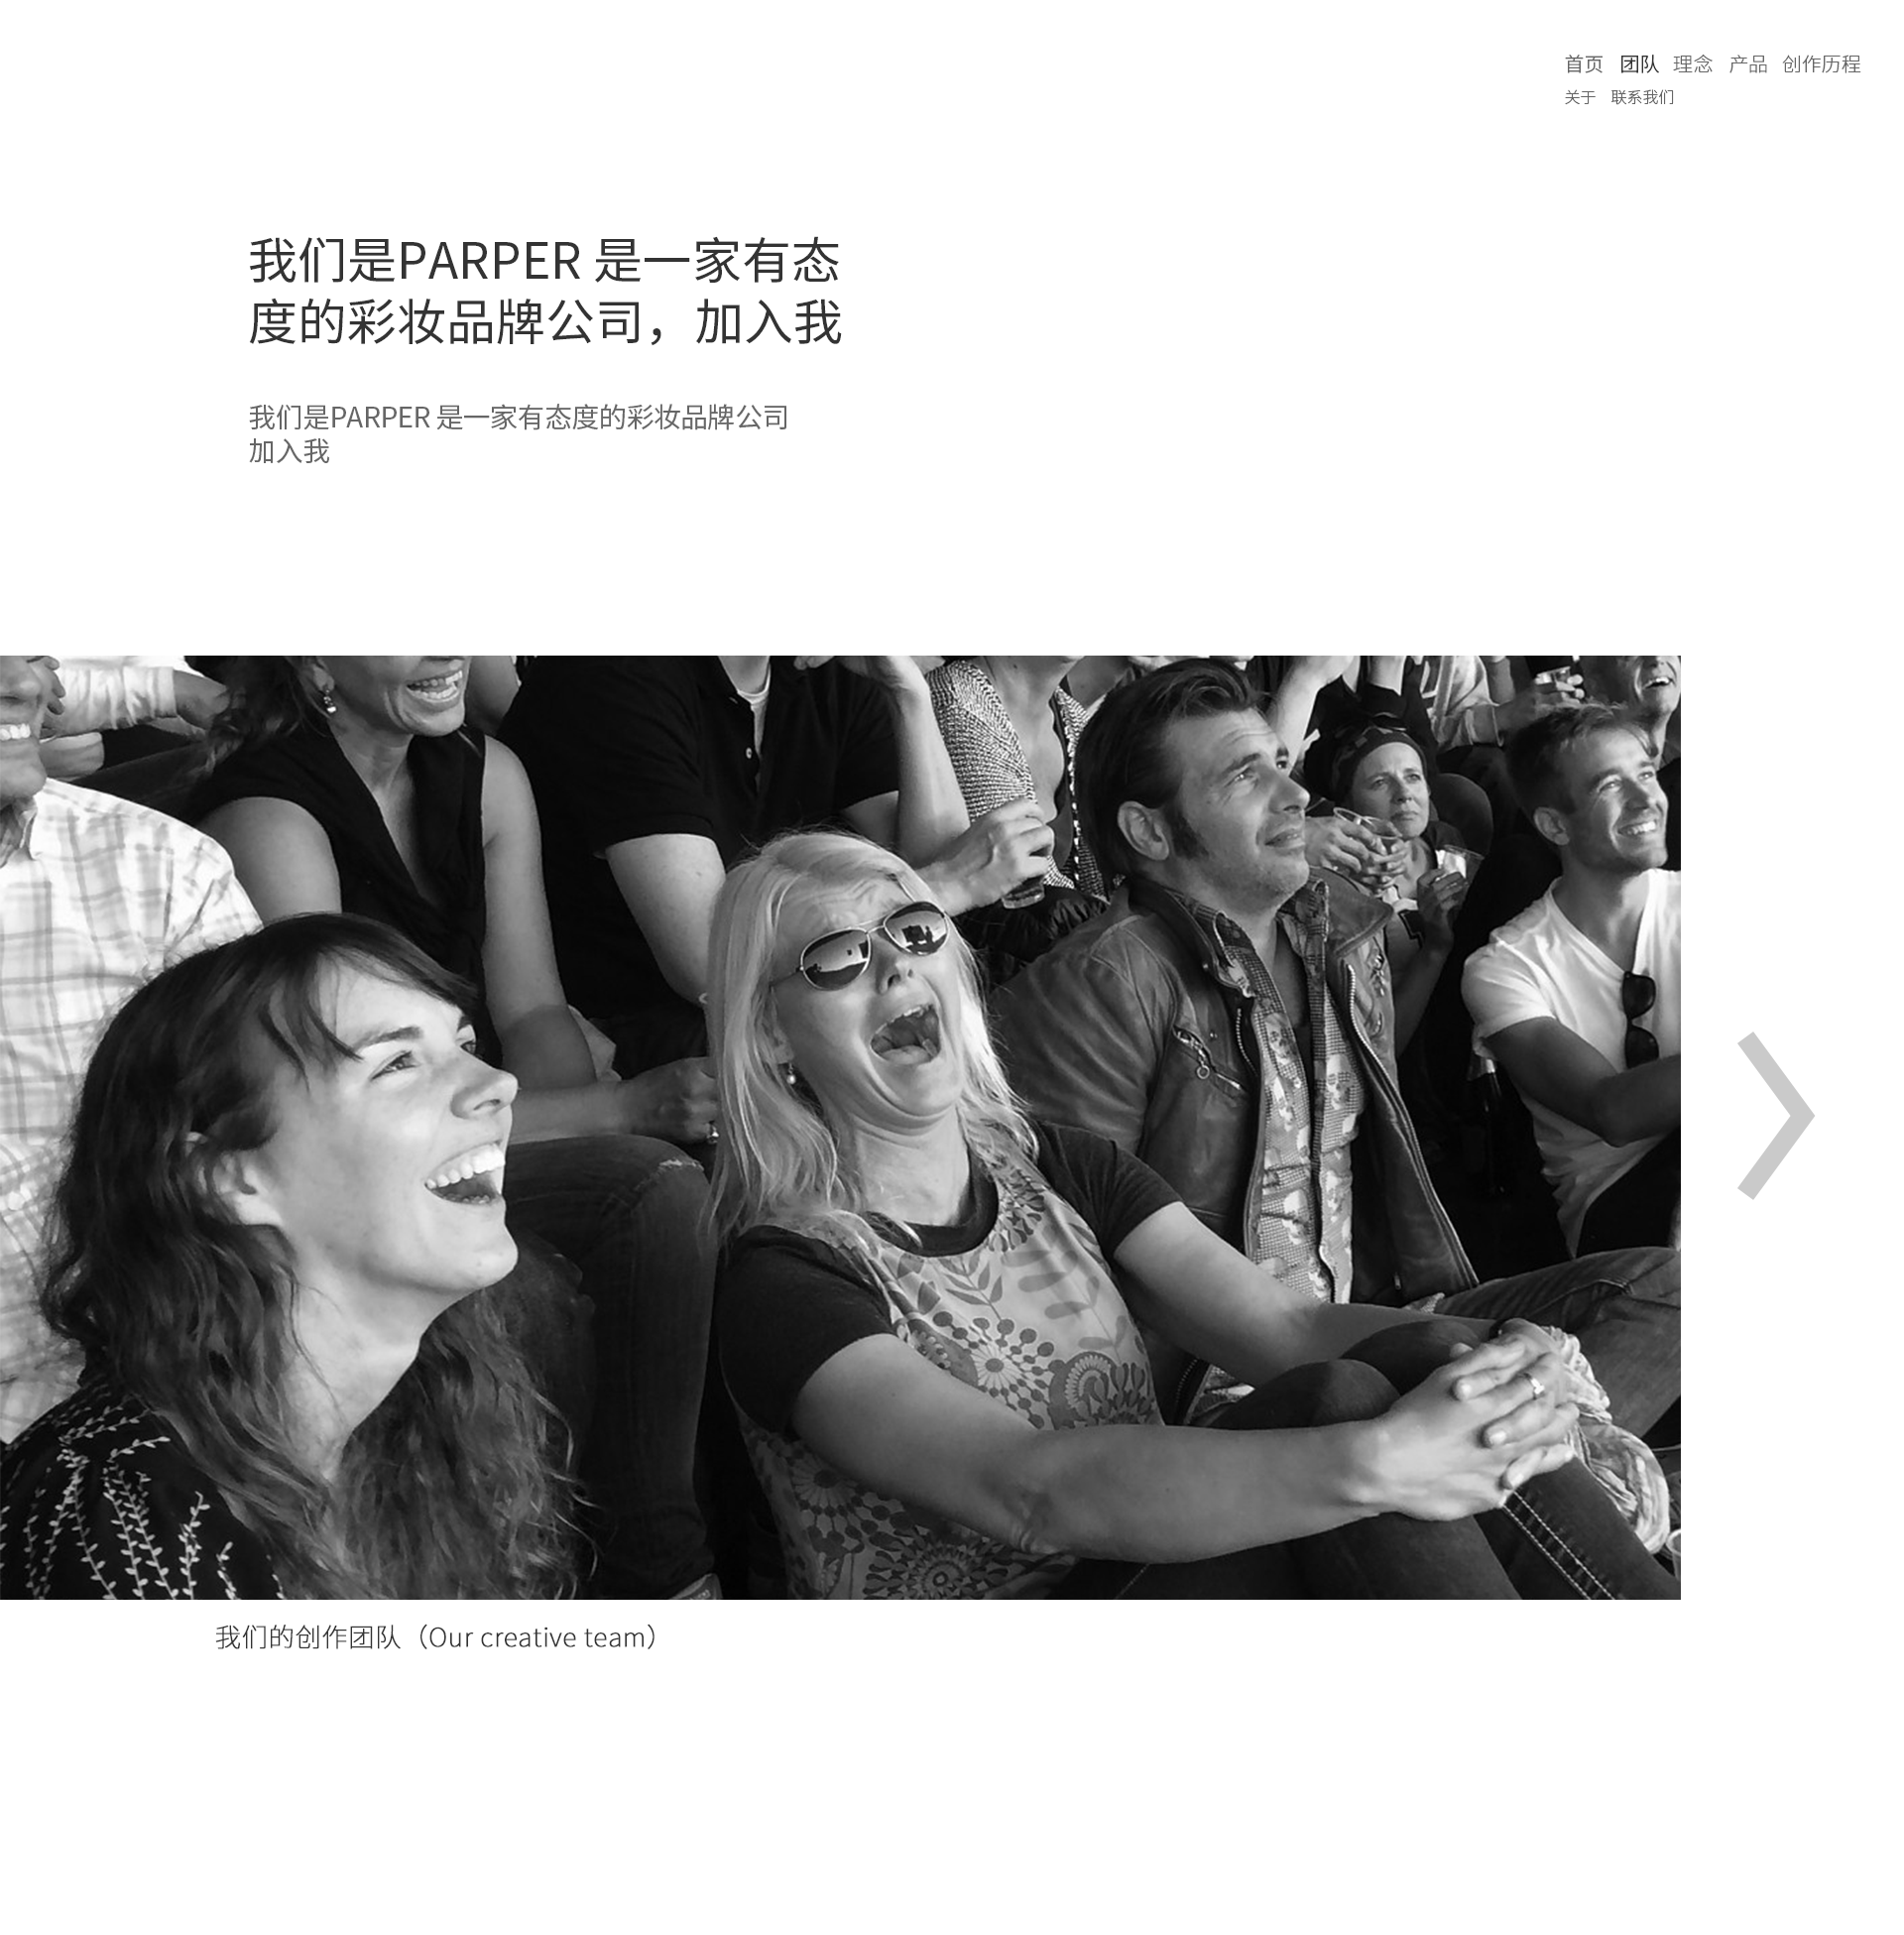 首页 团队 理念 产品 创作历程
关于 联系我们
我们是PARPER 是一家有态
度的彩妆品牌公司，加入我
我们是PARPER 是一家有态度的彩妆品牌公司
加入我
我们的创作团队（Our creative team）